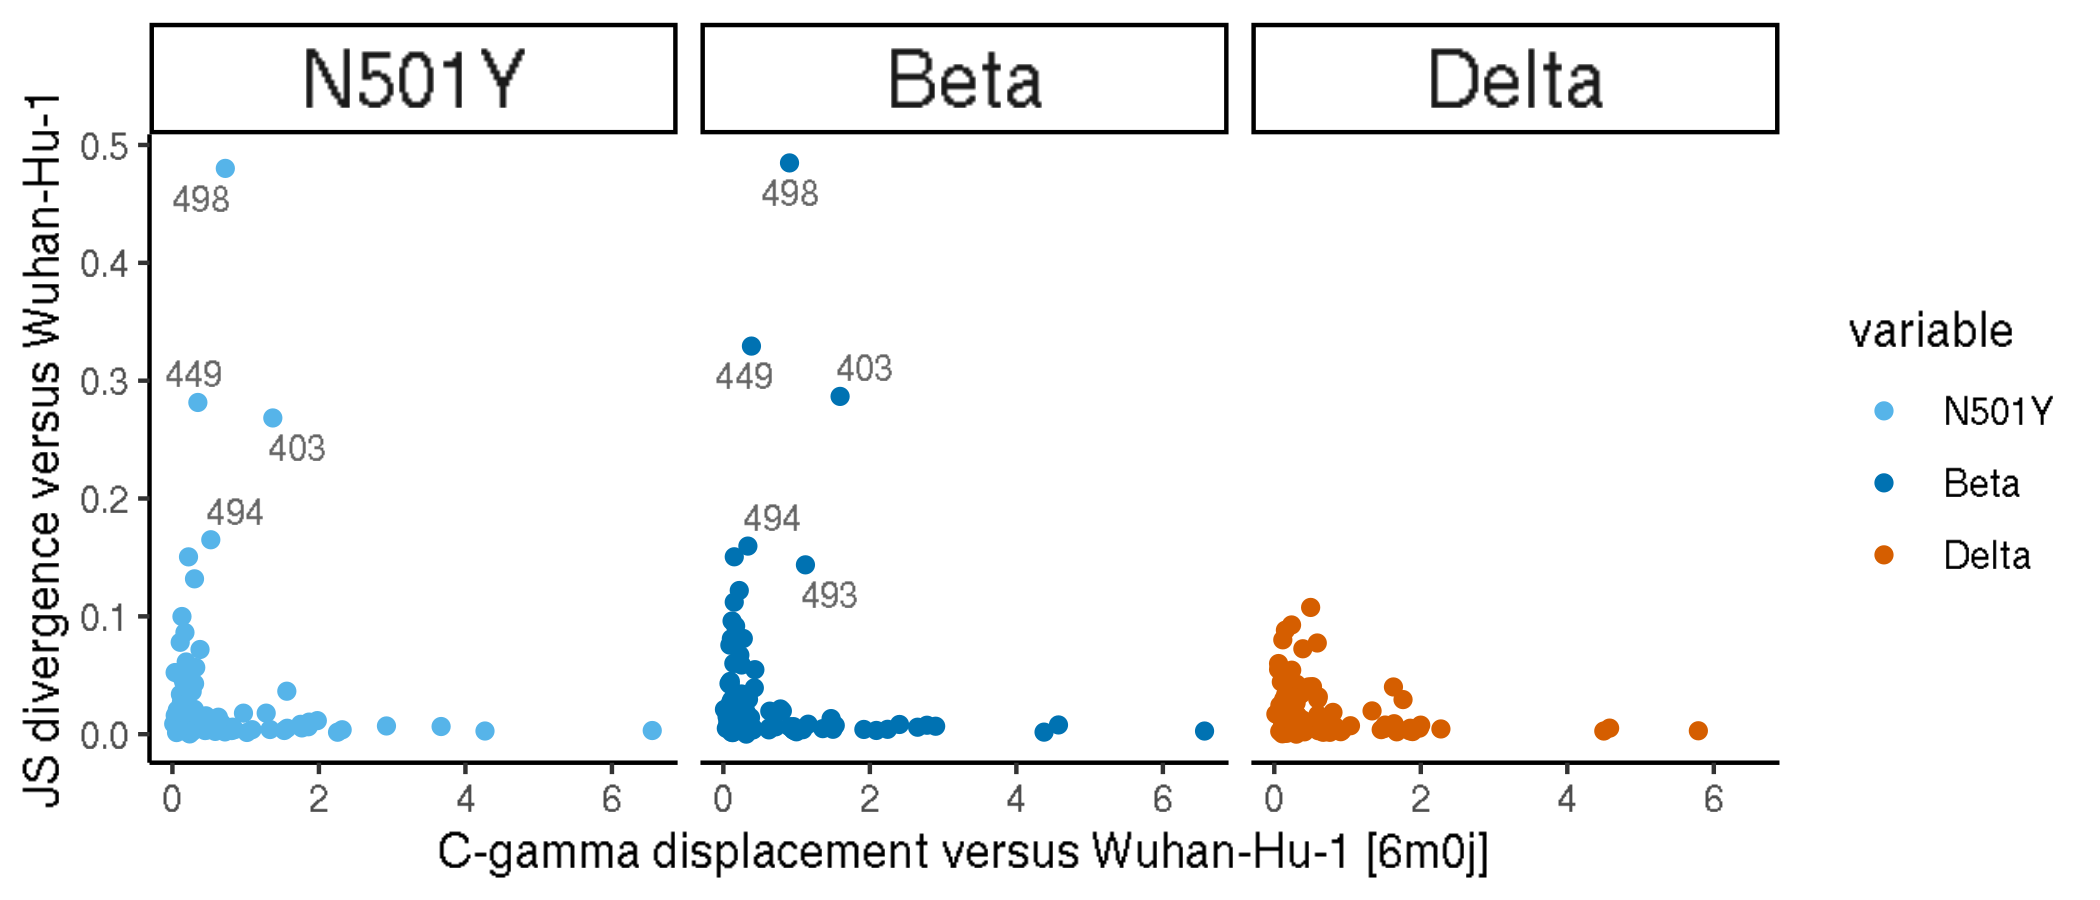 N501Y
Beta
Delta
JS divergence versus Wuhan-Hu-1
0.5
0.4
0.3
0.2
0.1
0.0
498
449
403
494
498
449
403
494
493
0 2 4 6
0 2 4 6
0 2 4 6
C-gamma displacement versus Wuhan-Hu-1 [6m0j]
variable
N501Y
Beta
Delta